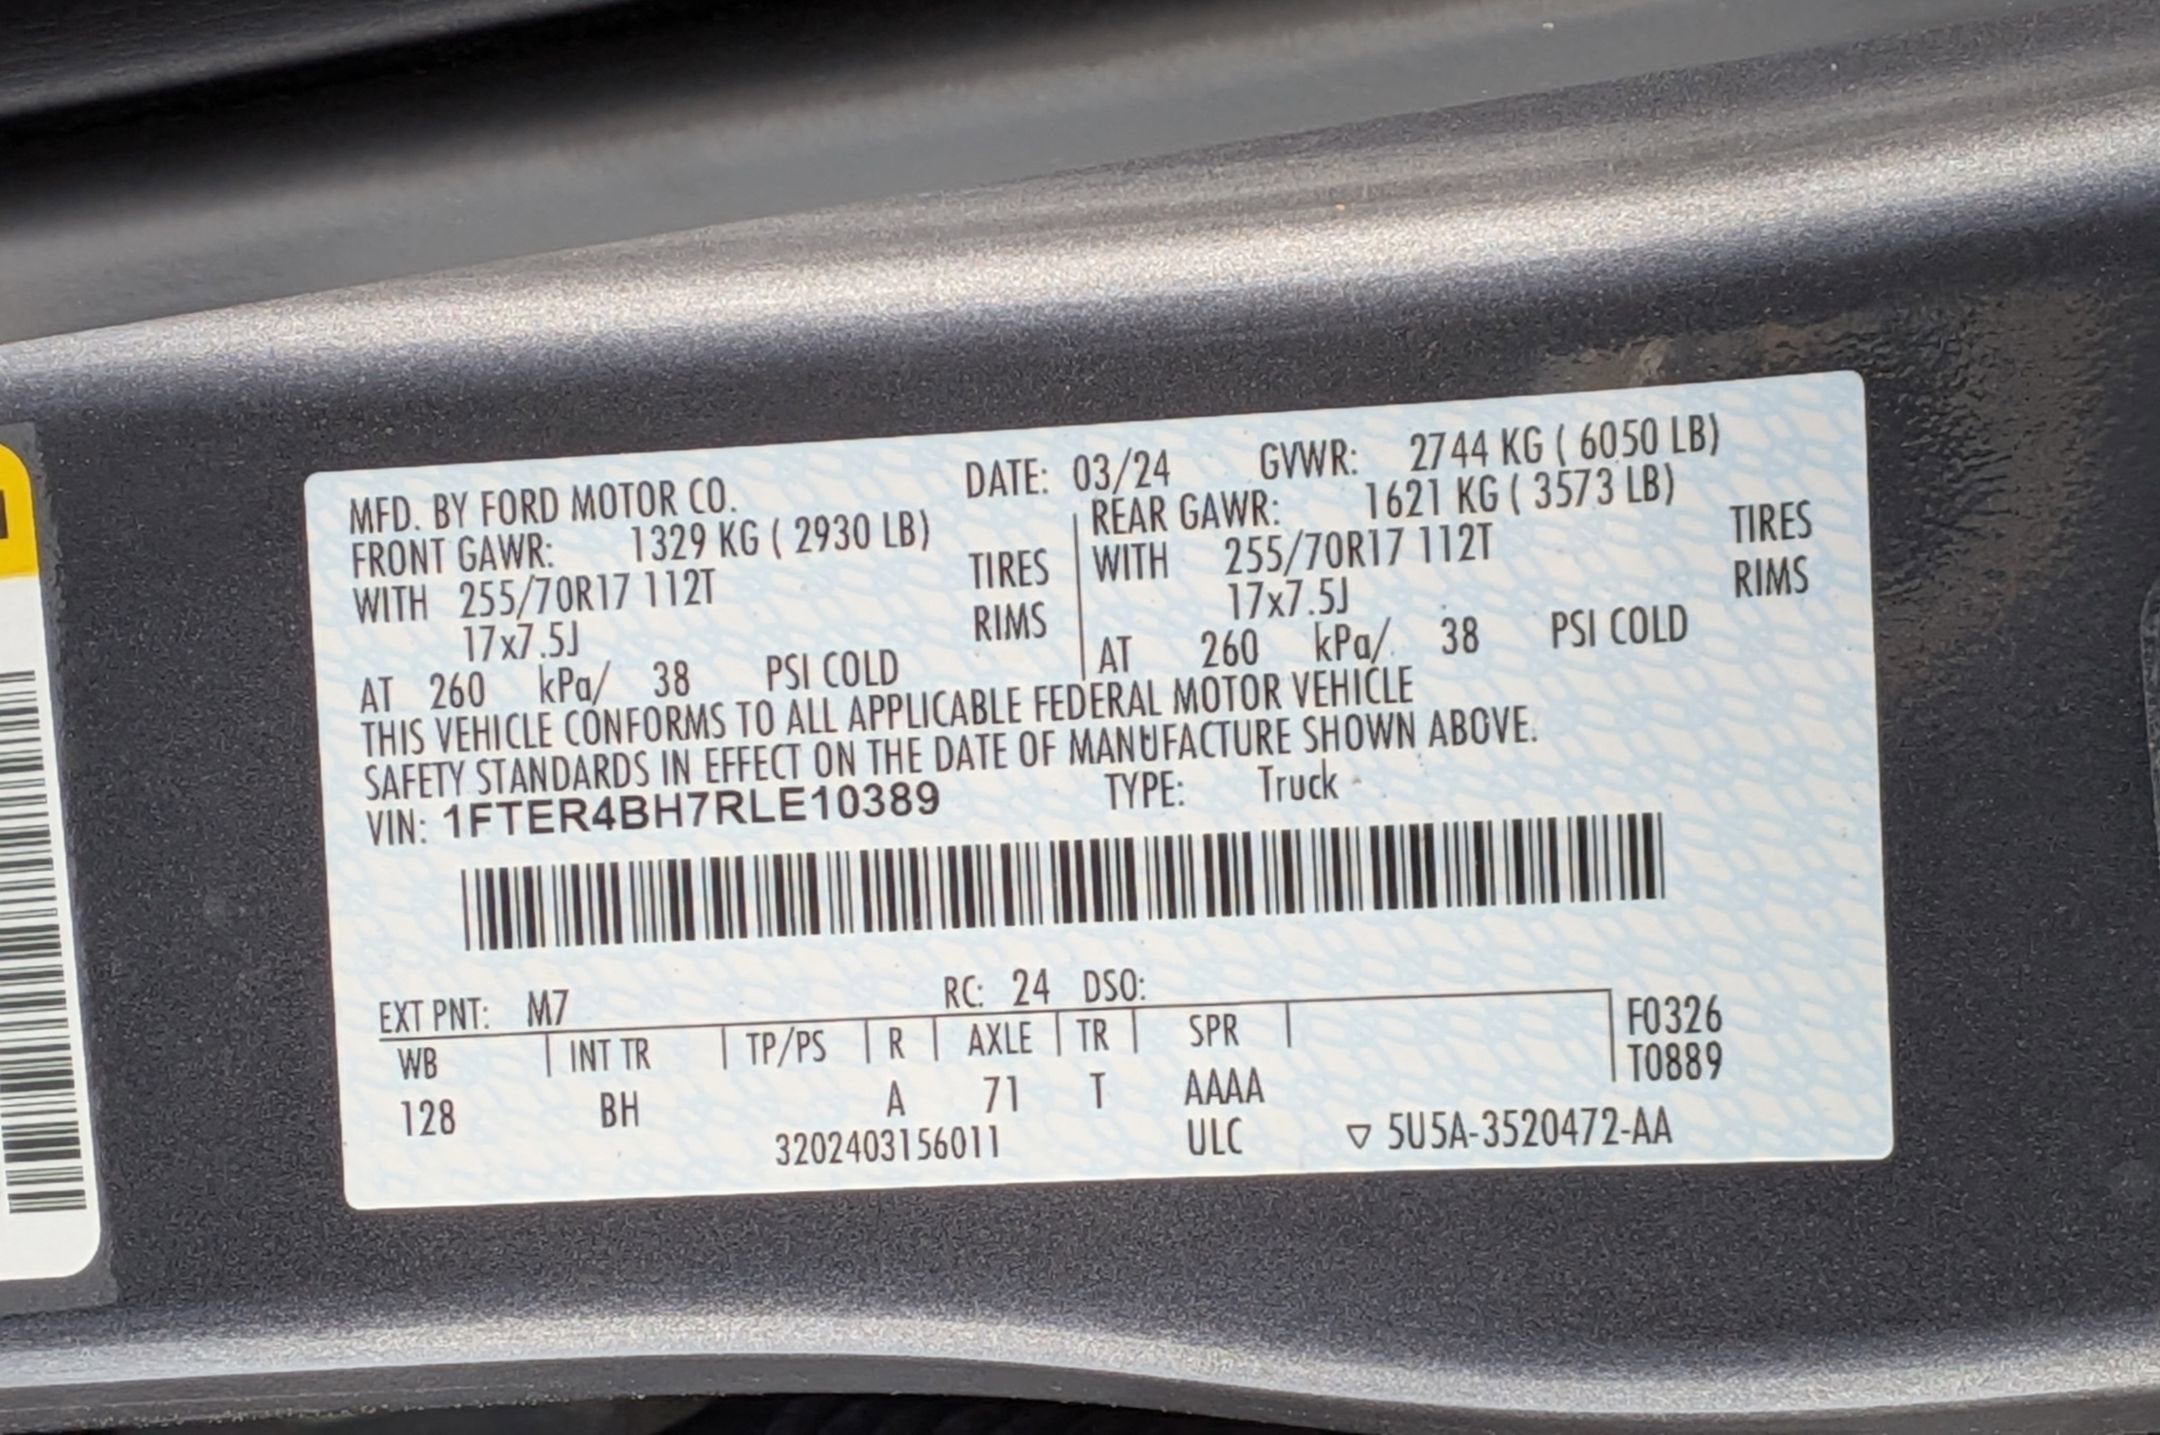 MFD. BY FORD MOTOR CO. DATE: 03/24 GVWR: 2744 KG ( 6050 LB)
FRONT GAWR: 1329 KG ( 2930 LB) REAR GAWR: 1621 KG ( 3573 LB)
WITH 255/70R17 112T TIRES WITH 255/70R17 112T TIRES
17x7.5J RIMS 17x7.5J RIMS
AT 260 kPa/ 38 PSI COLD AT 260 kPa/ 38 PSI COLD
THIS VEHICLE CONFORMS TO ALL APPLICABLE FEDERAL MOTOR VEHICLE
SAFETY STANDARDS IN EFFECT ON THE DATE OF MANUFACTURE SHOWN ABOVE.
VIN: 1FTER4BH7RLE10389 TYPE: Truck
EXT PNT: M7 RC: 24 DSO:
WB INT TR TP/PS R AXLE TR SPR F0326
T0889
128 BH A 71 T AAAA
3202403156011 ULC ▽ 5U5A-3520472-AA